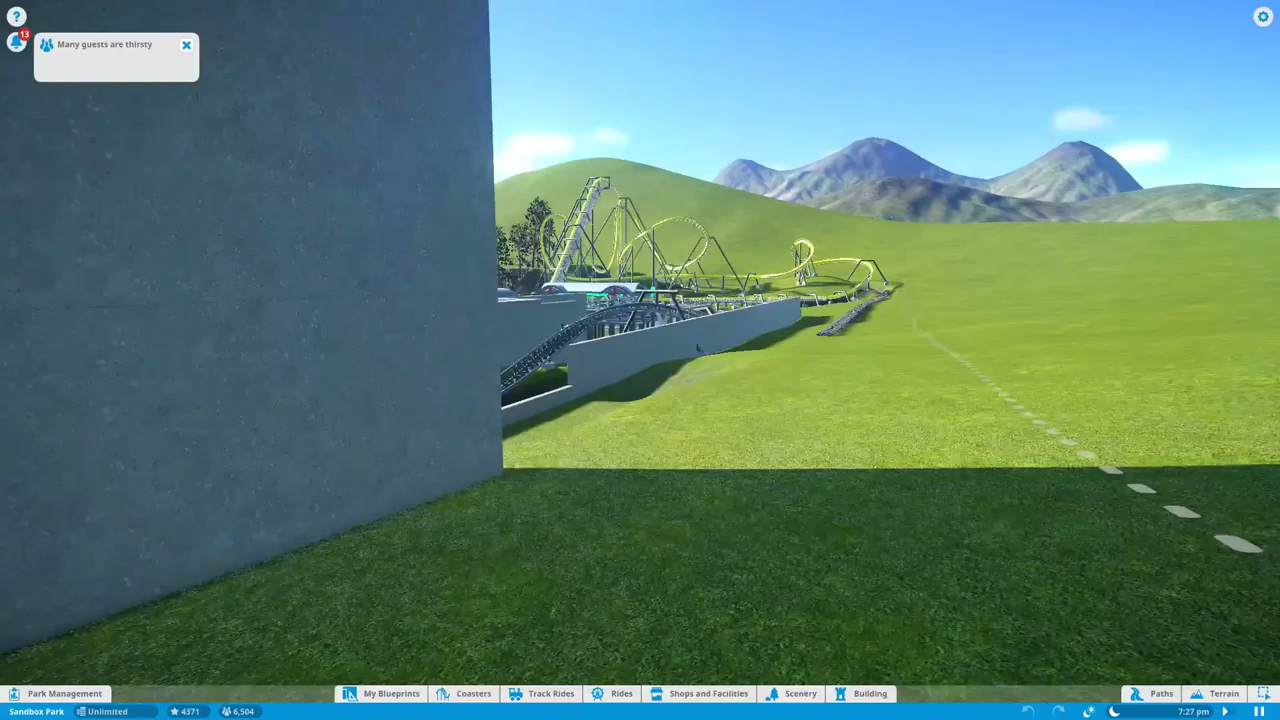 ?
13
Many guests are thirsty
Park Management
My Blueprints
Coasters
Track Rides
Rides
Shops and Facilities
Scenery
Building
Paths
Terrain
Sandbox Park
Unlimited
4371
6,504
7:27 pm